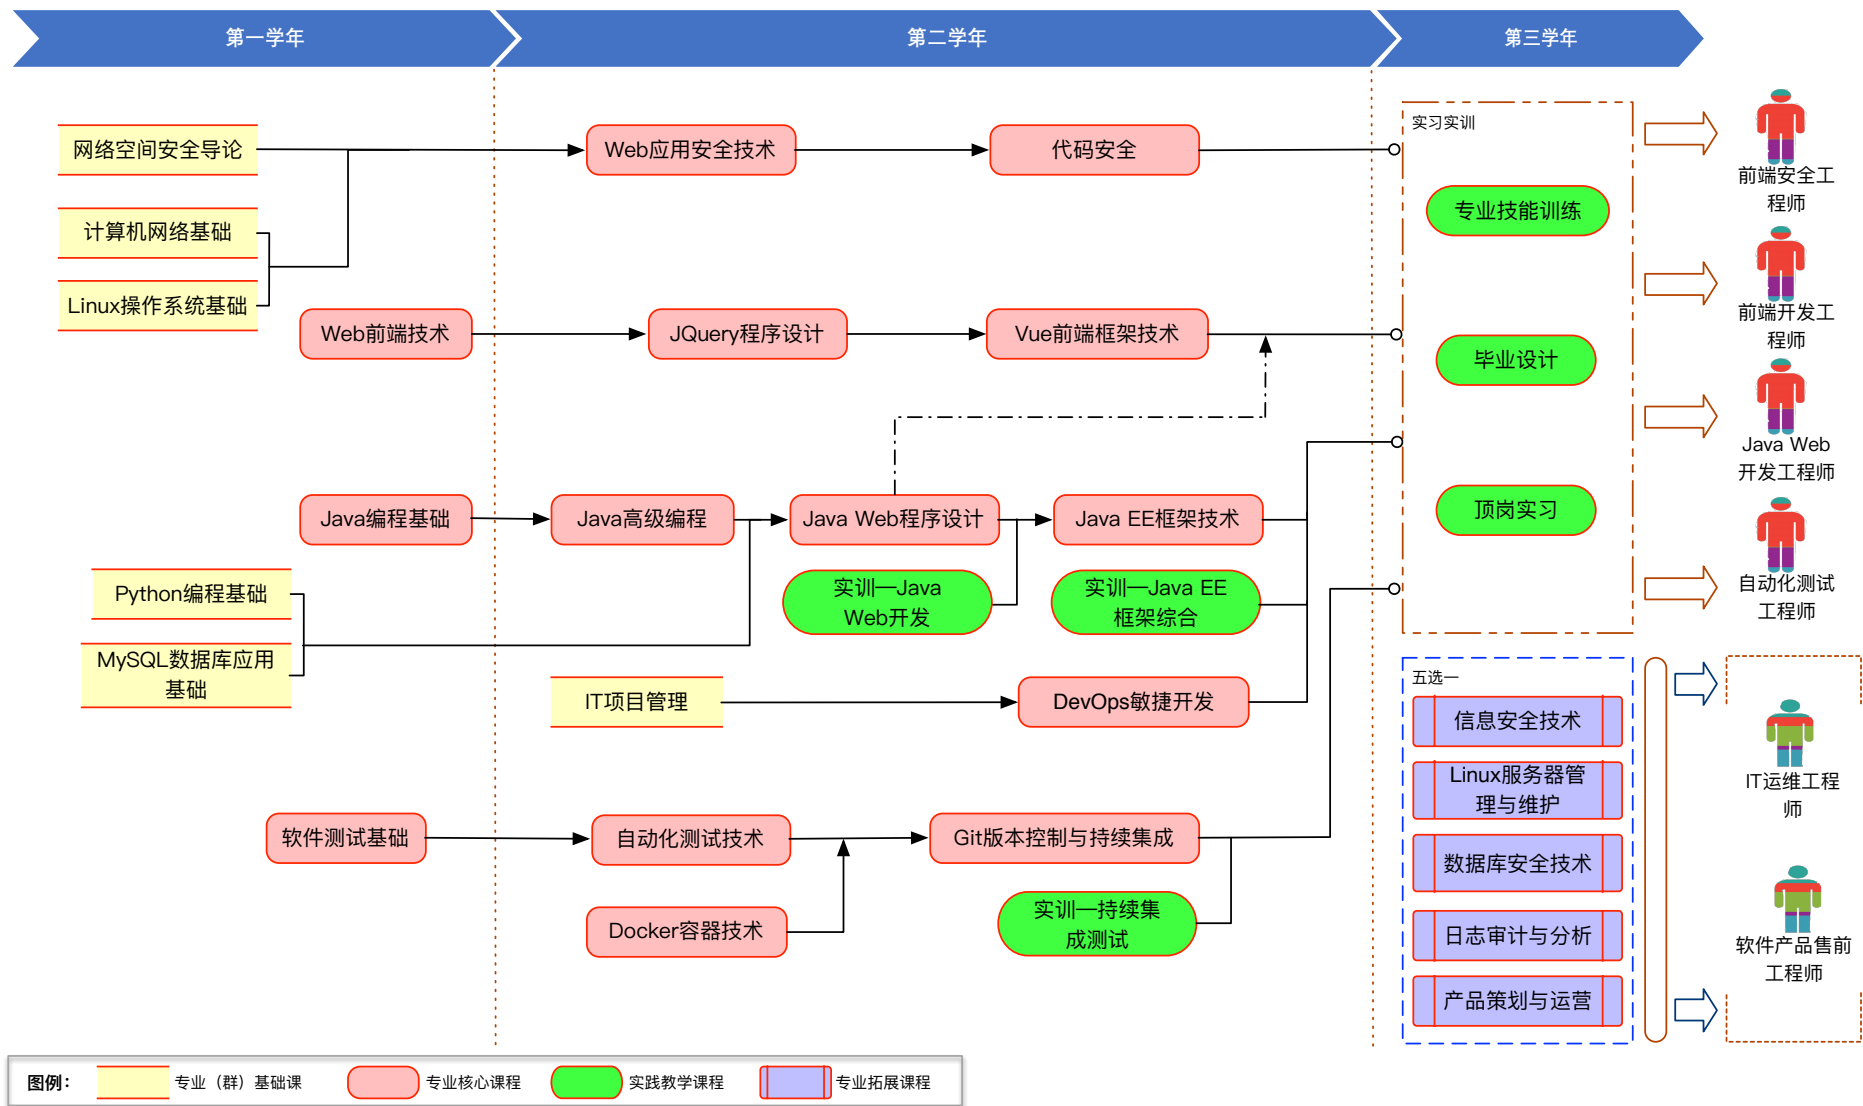 第一学年
第二学年
第三学年
网络空间安全导论
Web应用安全技术
代码安全
实习实训
前端安全工
程师
计算机网络基础
专业技能训练
Linux操作系统基础
Web前端技术
JQuery程序设计
Vue前端框架技术
前端开发工
程师
毕业设计
Java Web
开发工程师
Java编程基础
Java高级编程
Java Web程序设计
Java EE框架技术
顶岗实习
Python编程基础
实训—Java
Web开发
实训—Java EE
框架综合
自动化测试
工程师
MySQL数据库应用
基础
IT项目管理
DevOps敏捷开发
五选一
信息安全技术
Linux服务器管
理与维护
IT运维工程
师
软件测试基础
自动化测试技术
Git版本控制与持续集成
数据库安全技术
Docker容器技术
实训—持续集
成测试
日志审计与分析
软件产品售前
工程师
产品策划与运营
图例：
专业（群）基础课
专业核心课程
实践教学课程
专业拓展课程